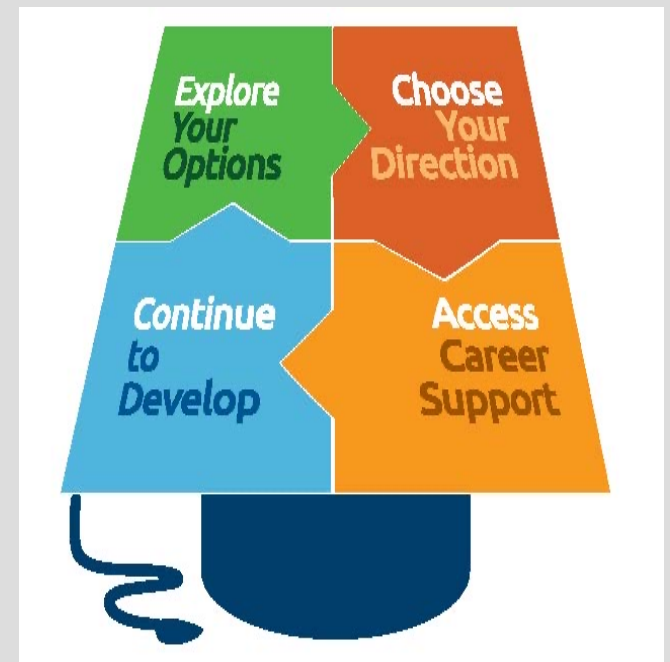 Explore
Your
Options
Choose
Your
Direction
Access
Career
Support
Continue
to
Develop